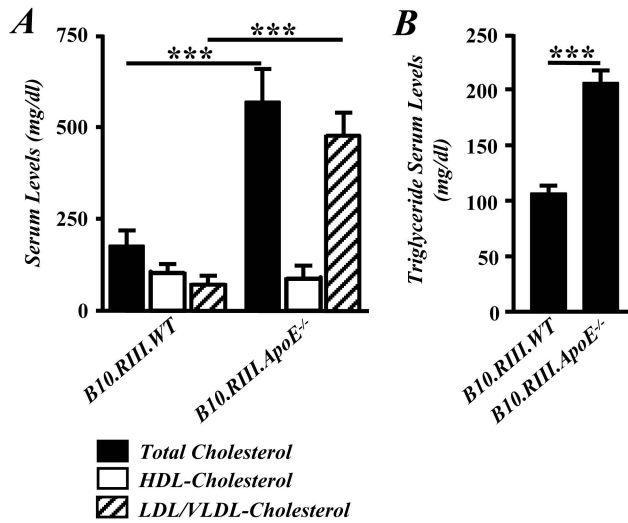 A
B
Serum Levels (mg/dl)
750
500
250
0
***
***
B10.RIII.WT
B10.RIII.ApoE-/-
Total Cholesterol
HDL-Cholesterol
LDL/VLDL-Cholesterol
Triglyceride Serum Levels
(mg/dl)
250
200
150
100
50
0
***
B10.RIII.WT
B10.RIII.ApoE-/-